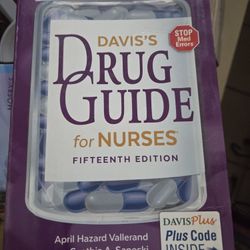 DAVIS'S
DRUG
GUIDE
for NURSES®
FIFTEENTH EDITION
STOP
Med
Errors
DAVISPlus
Plus Code
INSIDE
April Hazard Vallerand